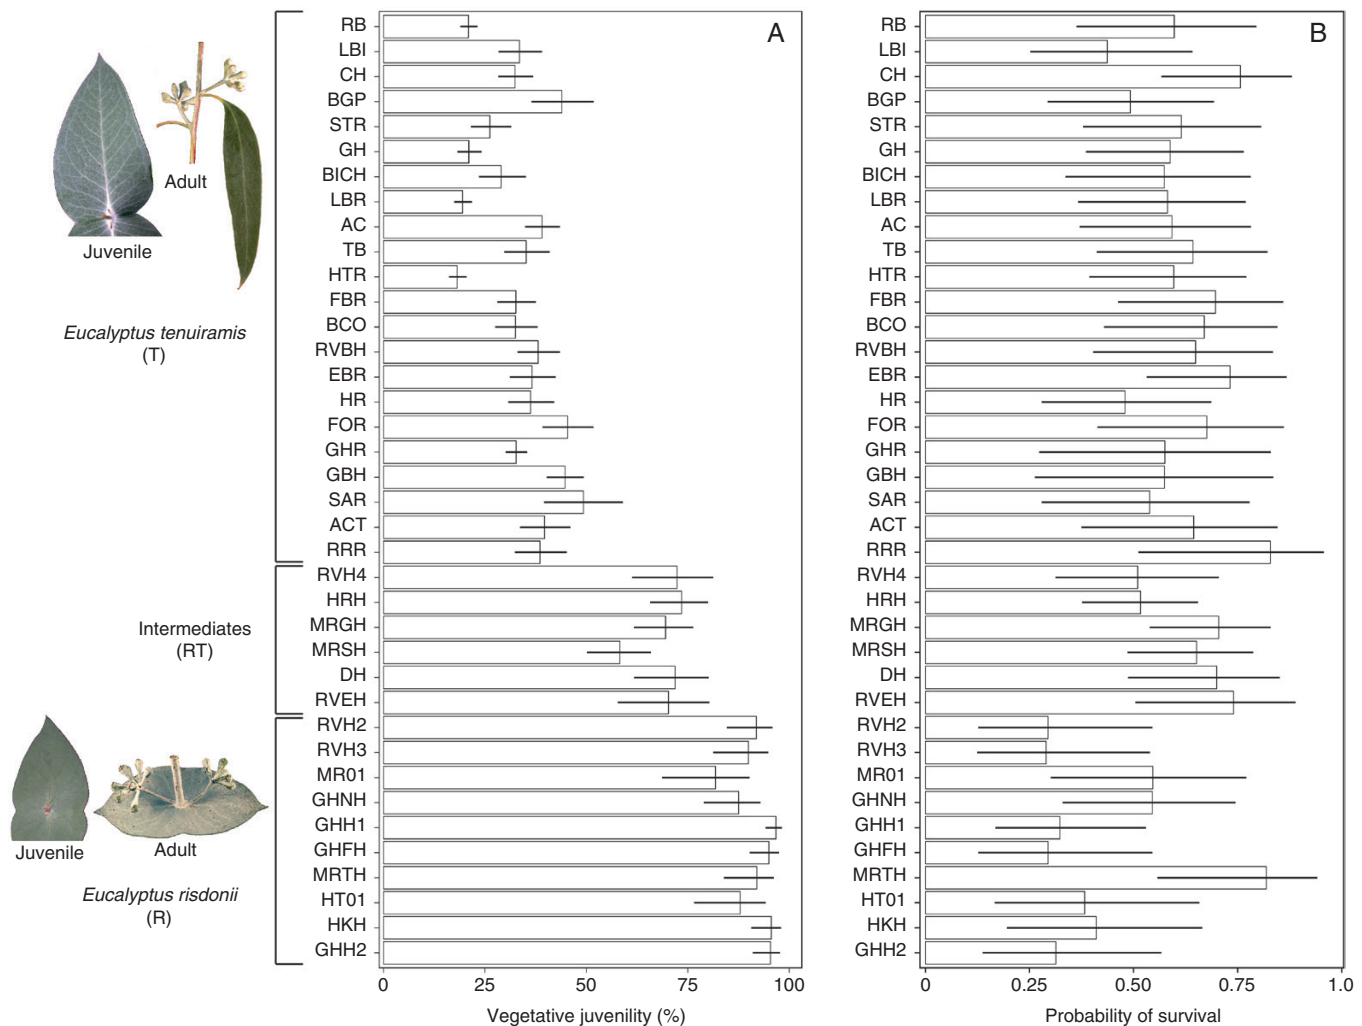 A
B
RB
LBI
CH
BGP
STR
GH
BICH
LBR
AC
TB
HTR
FBR
BCO
RVBH
EBR
HR
FOR
GHR
GBH
SAR
ACT
RRR
RVH4
HRH
MRGH
MRSH
DH
RVEH
RVH2
RVH3
MR01
GHNH
GHH1
GHFH
MRTH
HT01
HKH
GHH2
0 25 50 75 100
Vegetative juvenility (%)
RB
LBI
CH
BGP
STR
GH
BICH
LBR
AC
TB
HTR
FBR
BCO
RVBH
EBR
HR
FOR
GHR
GBH
SAR
ACT
RRR
RVH4
HRH
MRGH
MRSH
DH
RVEH
RVH2
RVH3
MR01
GHNH
GHH1
GHFH
MRTH
HT01
HKH
GHH2
0 0.25 0.50 0.75 1.0
Probability of survival
Adult
Juvenile
Eucalyptus tenuiramis
(T)
Intermediates
(RT)
Juvenile
Adult
Eucalyptus risdonii
(R)